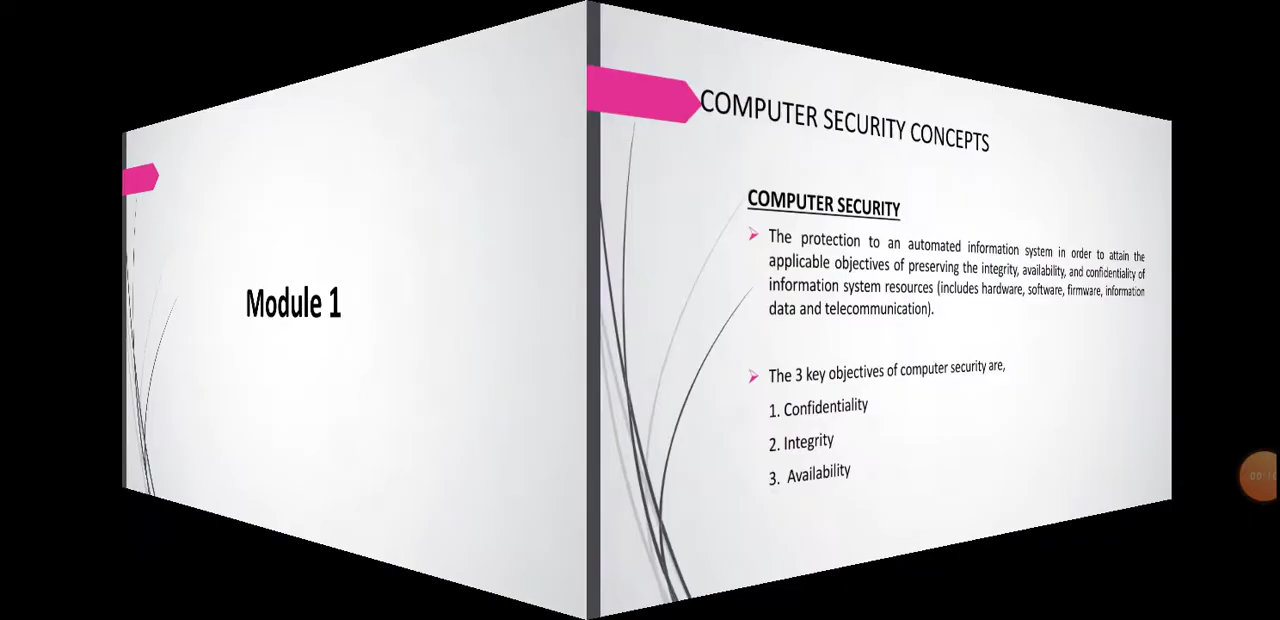 Module 1
COMPUTER SECURITY CONCEPTS
COMPUTER SECURITY
The protection to an automated information system in order to attain the
applicable objectives of preserving the integrity, availability, and confidentiality of
information system resources (includes hardware, software, firmware, information
data and telecommunication).
The 3 key objectives of computer security are,
1. Confidentiality
2. Integrity
3. Availability